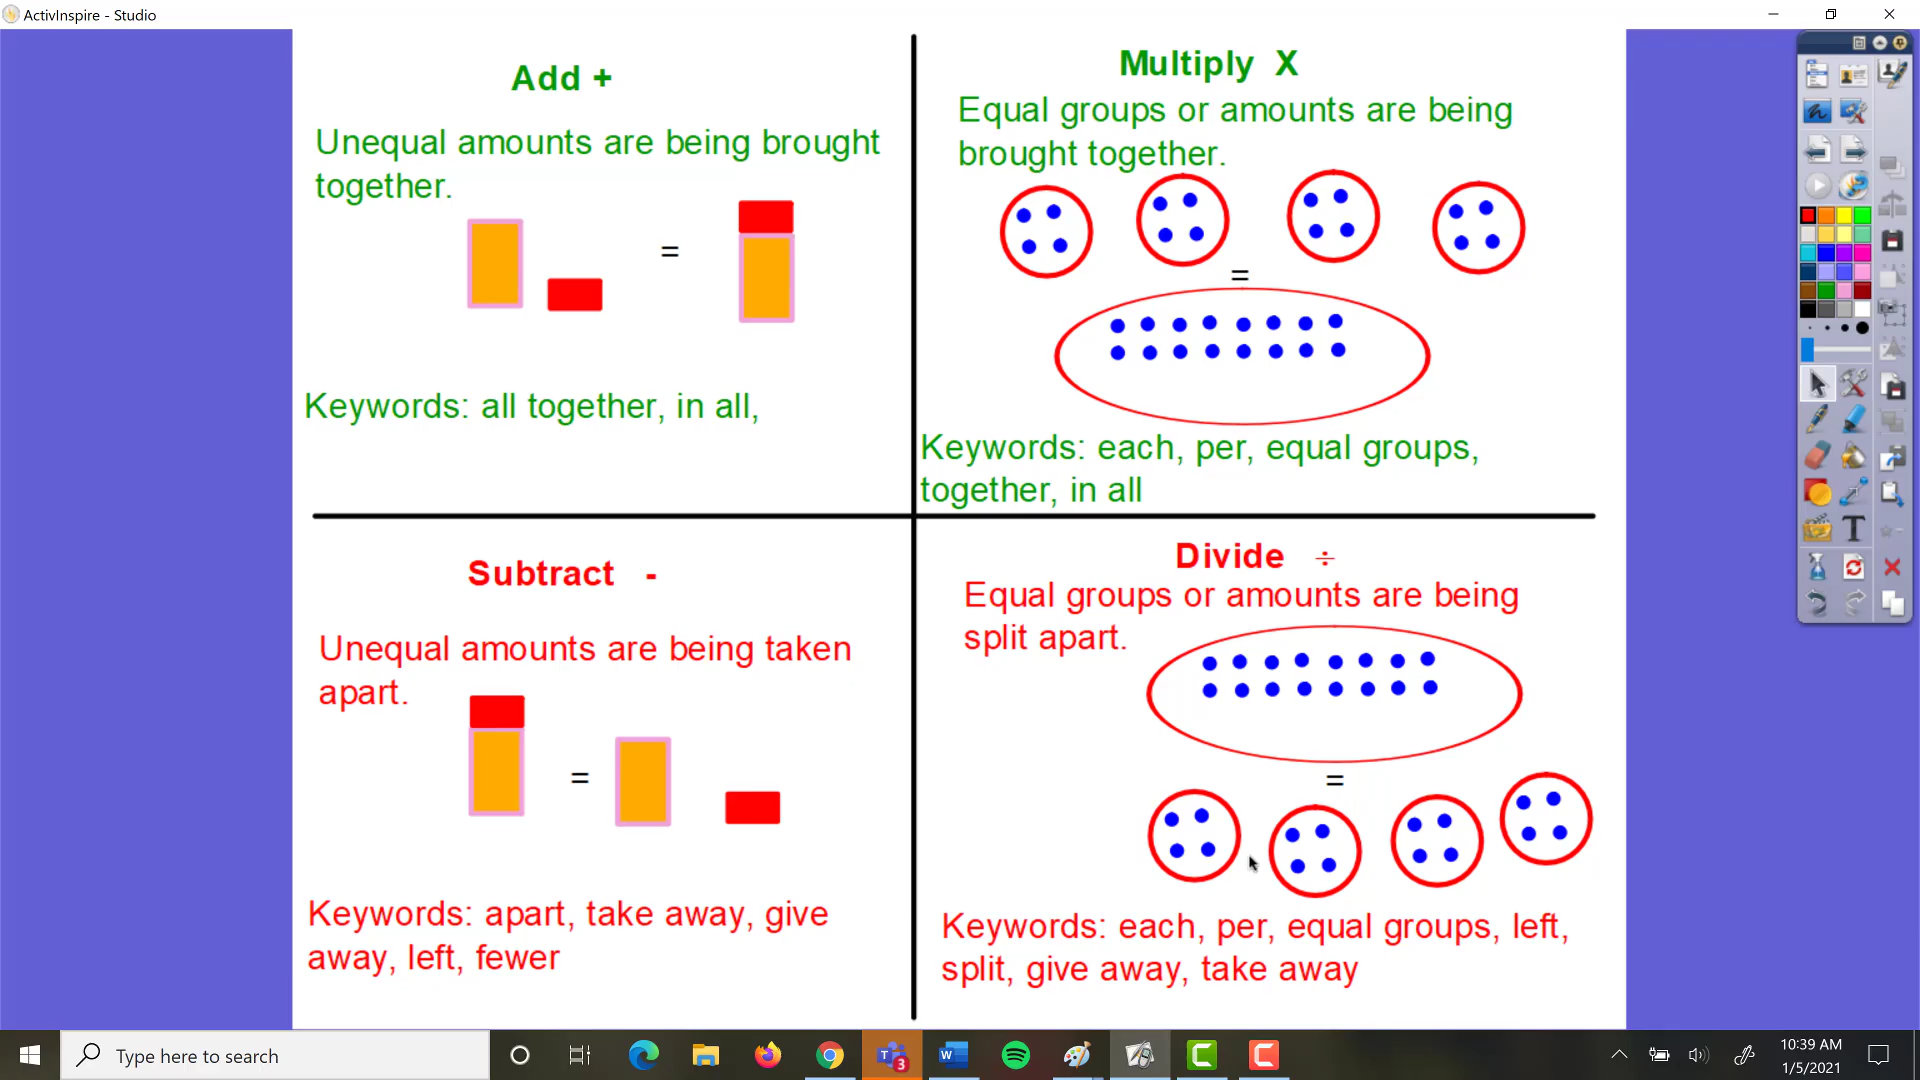 ActivInspire - Studio
Add +
Unequal amounts are being brought
together.
=
Keywords: all together, in all,
Multiply X
Equal groups or amounts are being
brought together.
=
Keywords: each, per, equal groups,
together, in all
Subtract -
Unequal amounts are being taken
apart.
=
Keywords: apart, take away, give
away, left, fewer
Divide ÷
Equal groups or amounts are being
split apart.
=
Keywords: each, per, equal groups, left,
split, give away, take away
T
Type here to search
3
W
C
C
10:39 AM
1/5/2021